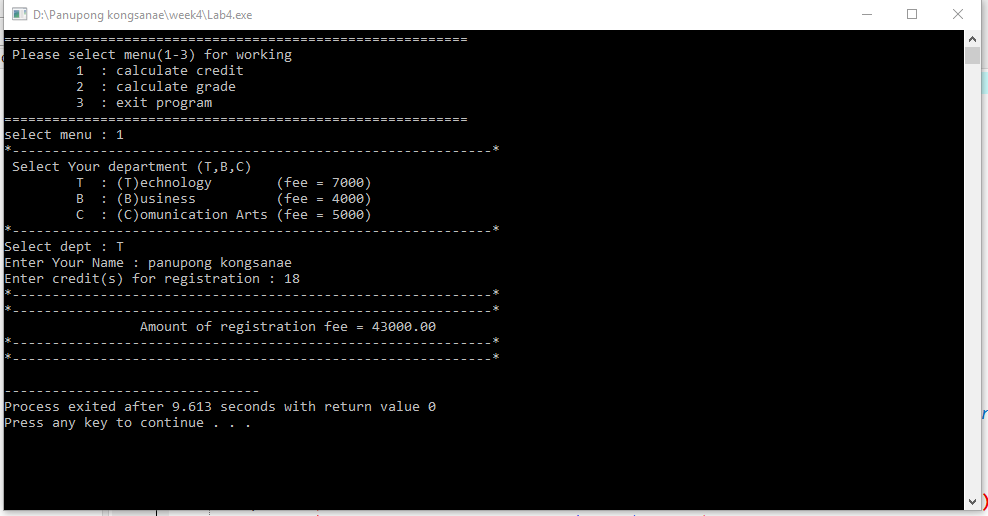 D:\Panupong kongsanae\week4\Lab4.exe
==========================================================
Please select menu(1-3) for working
1 : calculate credit
2 : calculate grade
3 : exit program
==========================================================
select menu : 1
*------------------------------------------------------------*
Select Your department (T,B,C)
T : (T)echnology (fee = 7000)
B : (B)usiness (fee = 4000)
C : (C)omunication Arts (fee = 5000)
*------------------------------------------------------------*
Select dept : T
Enter Your Name : panupong kongsanae
Enter credit(s) for registration : 18
*------------------------------------------------------------*
*------------------------------------------------------------*
Amount of registration fee = 43000.00
*------------------------------------------------------------*
*------------------------------------------------------------*
--------------------------------
Process exited after 9.613 seconds with return value 0
Press any key to continue . . .